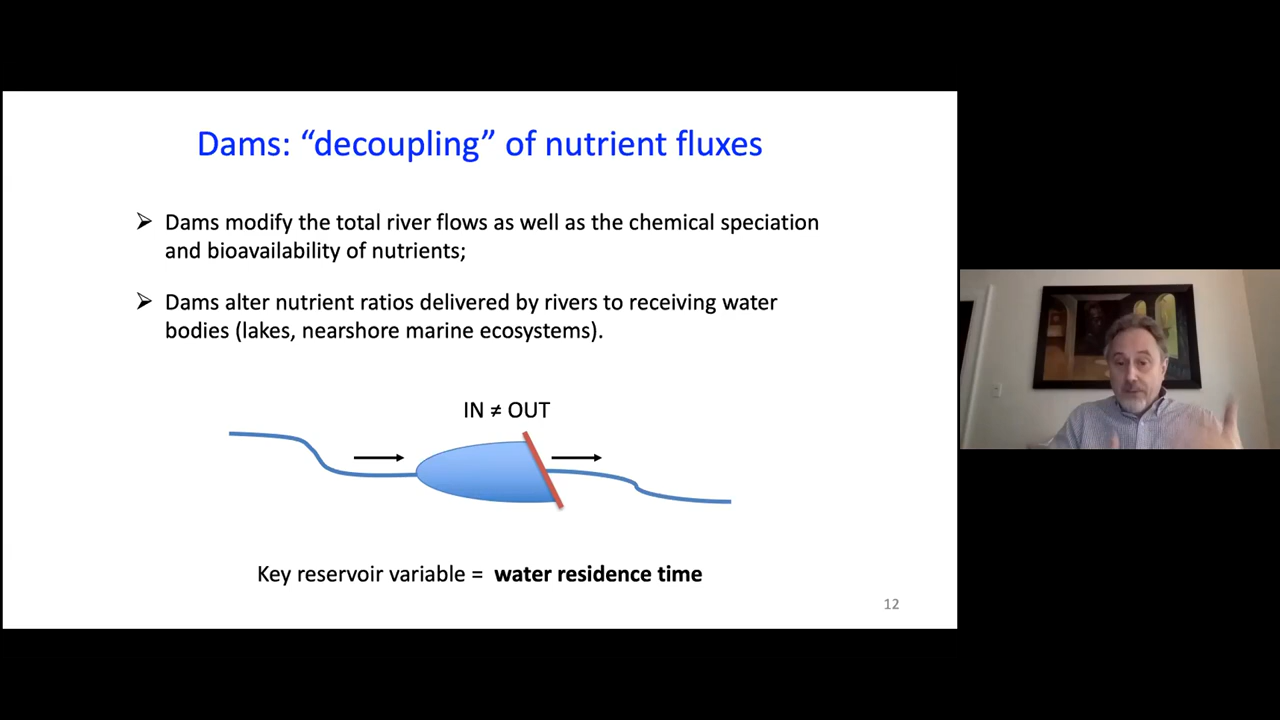 Dams: “decoupling” of nutrient fluxes
➢ Dams modify the total river flows as well as the chemical speciation
and bioavailability of nutrients;
➢ Dams alter nutrient ratios delivered by rivers to receiving water
bodies (lakes, nearshore marine ecosystems).
IN ≠ OUT
Key reservoir variable = water residence time
12